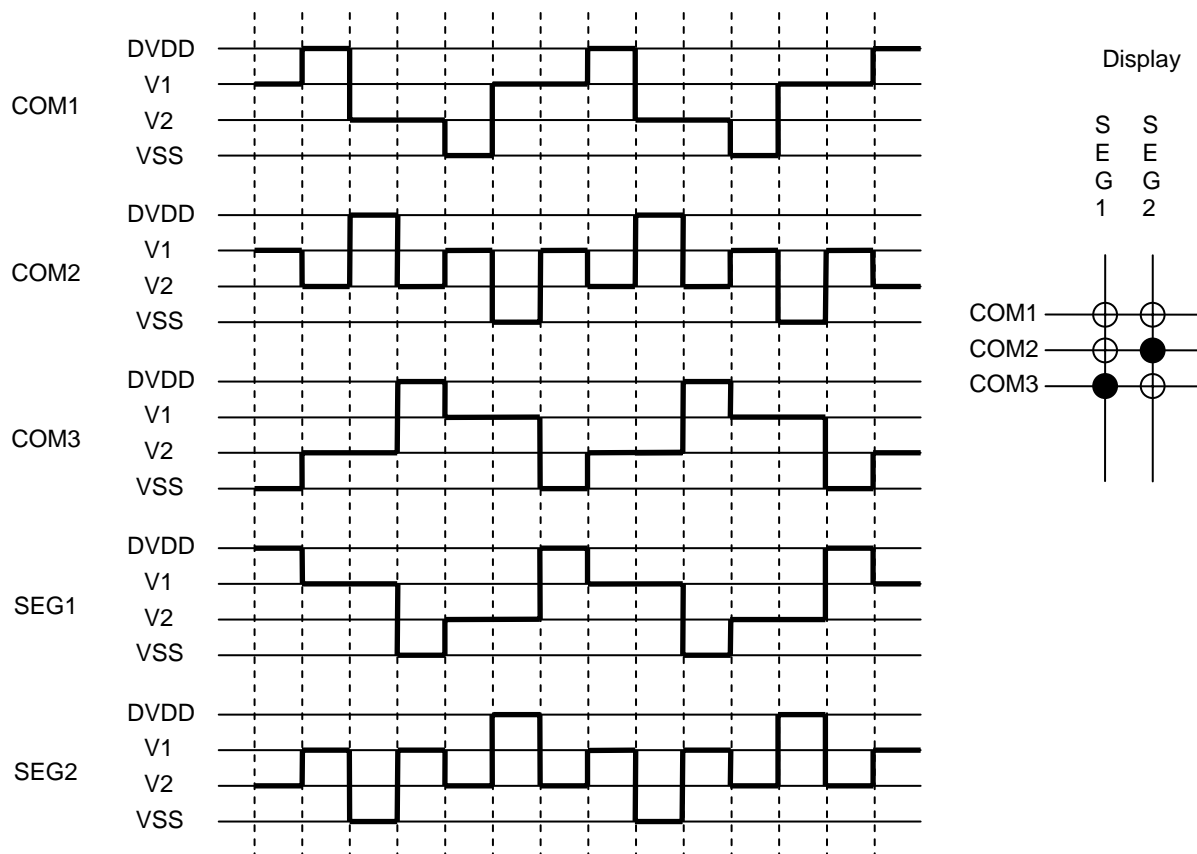 DVDD
V1
COM1
V2
VSS
DVDD
V1
COM2
V2
VSS
DVDD
V1
COM3
V2
VSS
DVDD
V1
SEG1
V2
VSS
DVDD
V1
SEG2
V2
VSS
Display
S S
E E
G G
1 2
COM1
COM2
COM3